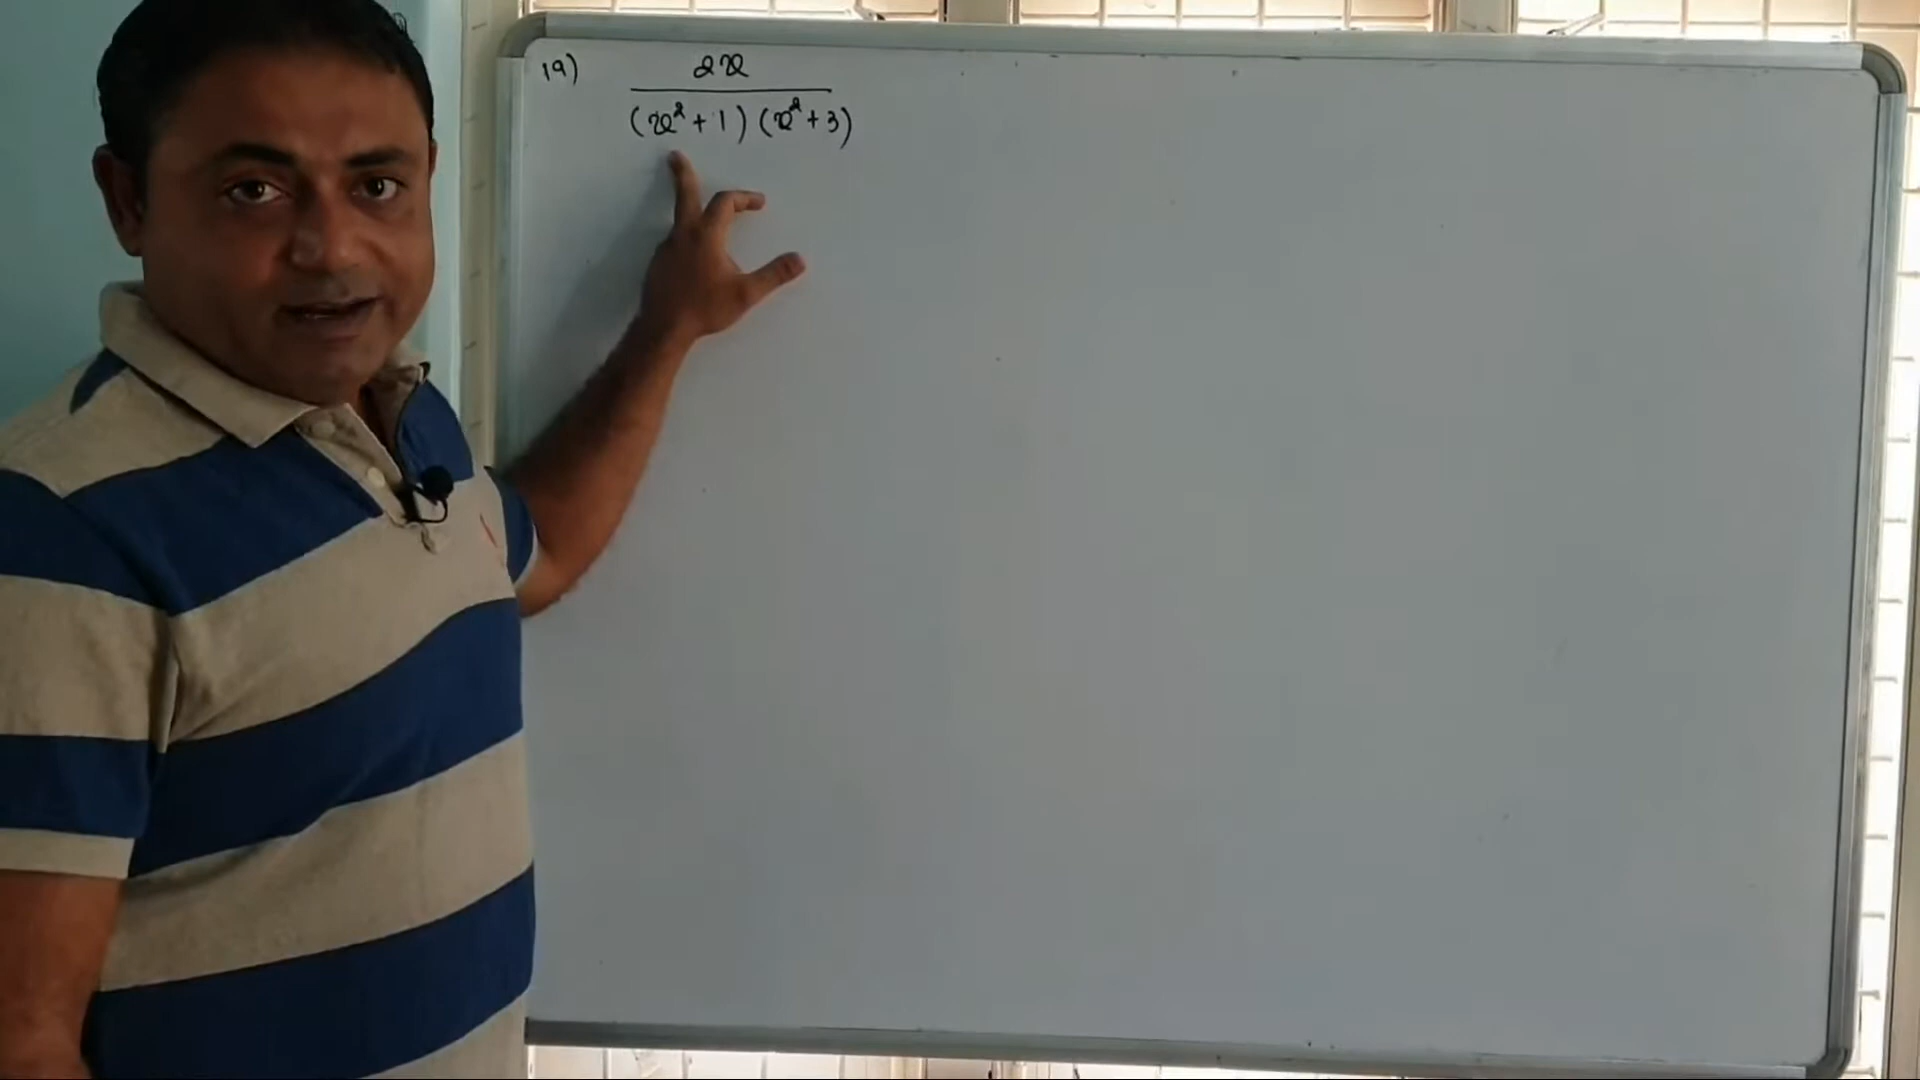 19) 2x
(x² + 1) (x² + 3)